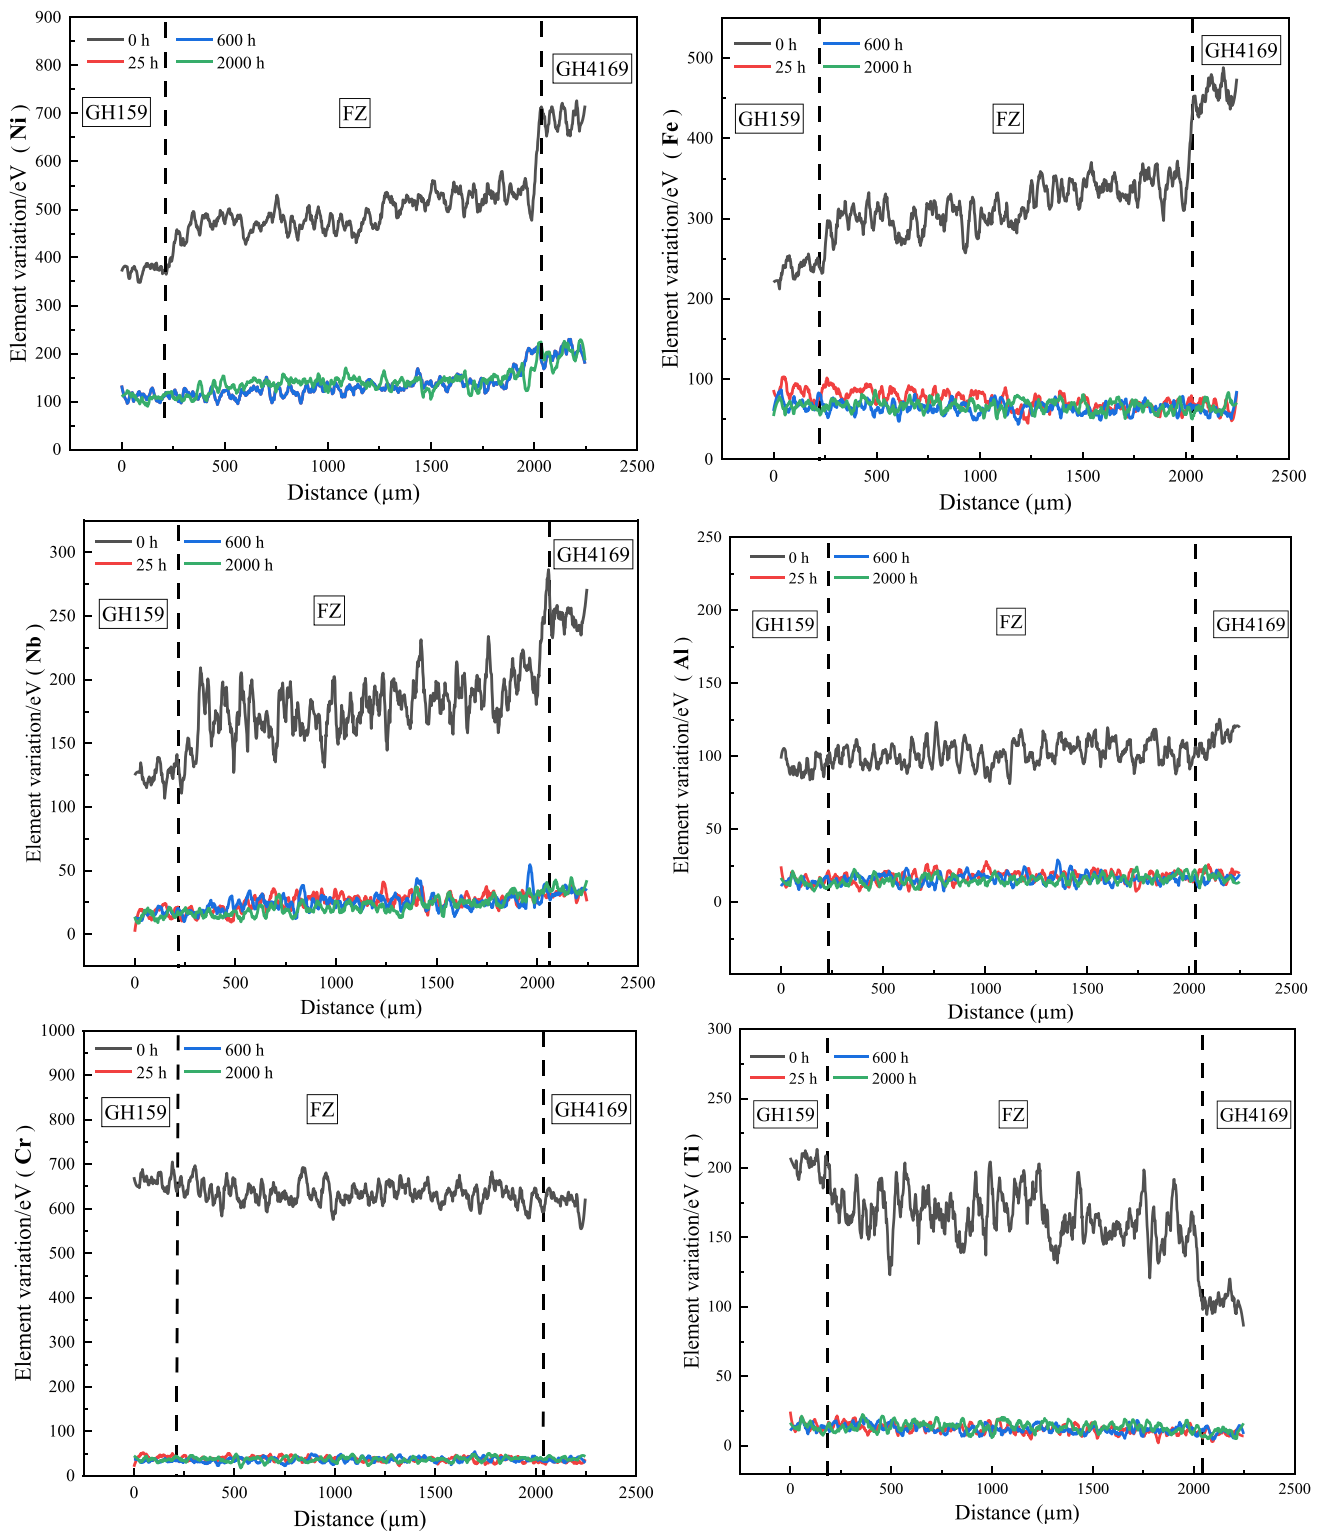 900
800
700
600
500
400
300
200
100
0
Element variation/eV ( Ni )
0 h
600 h
25 h
2000 h
GH159
FZ
GH4169
0
500
1000
1500
2000
2500
Distance (µm)
500
400
300
200
100
0
Element variation/eV ( Fe )
0 h
600 h
25 h
2000 h
GH159
FZ
GH4169
0
500
1000
1500
2000
2500
Distance (µm)
300
250
200
150
100
50
0
Element variation/eV ( Nb )
0 h
600 h
25 h
2000 h
GH159
FZ
GH4169
0
500
1000
1500
2000
2500
Distance (µm)
250
200
150
100
50
0
Element variation/eV ( Al )
0 h
600 h
25 h
2000 h
GH159
FZ
GH4169
0
500
1000
1500
2000
2500
Distance (µm)
1000
900
800
700
600
500
400
300
200
100
0
Element variation/eV ( Cr )
0 h
600 h
25 h
2000 h
GH159
FZ
GH4169
0
500
1000
1500
2000
2500
Distance (µm)
300
250
200
150
100
50
0
Element variation/eV ( Ti )
0 h
600 h
25 h
2000 h
GH159
FZ
GH4169
0
500
1000
1500
2000
2500
Distance (µm)